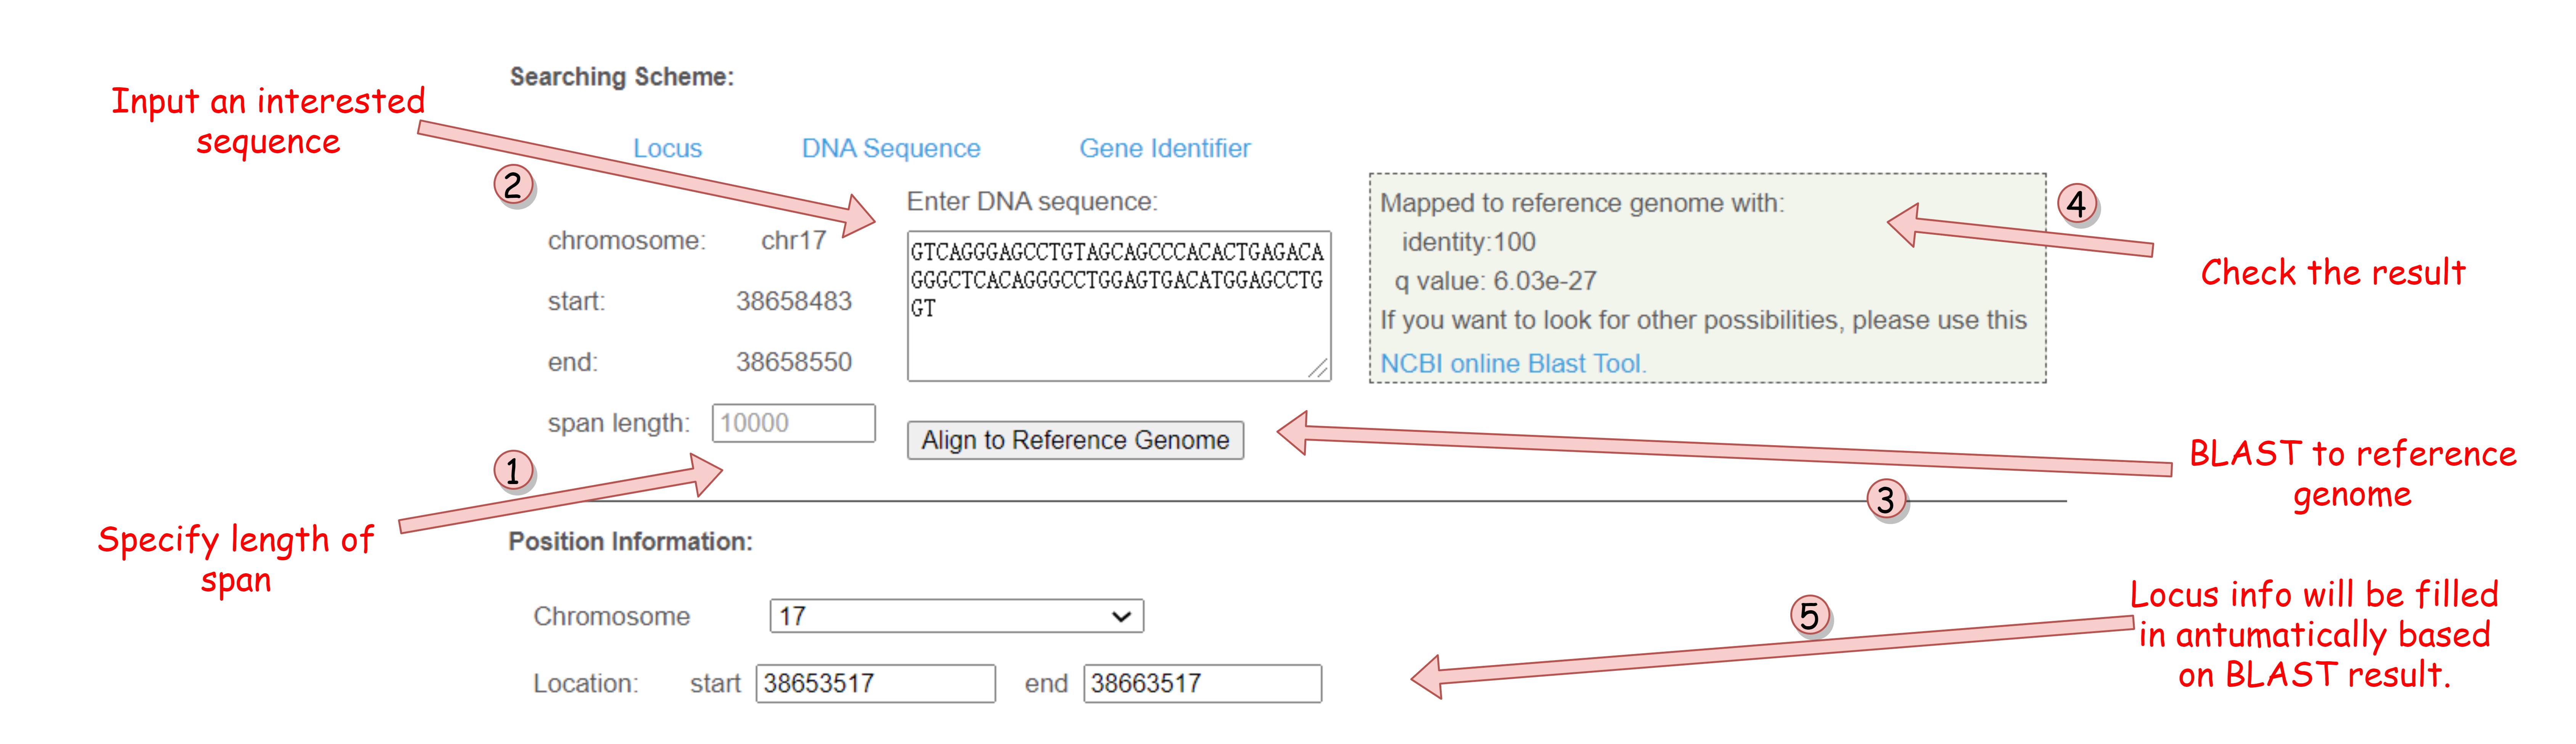 Searching Scheme:
Input an interested
sequence
Locus DNA Sequence Gene Identifier
2
Enter DNA sequence:
chromosome: chr17
GTCAGGGAGCCTGTAGCAGCCCACACTGAGACA
GGGCTCACAGGGCCTGGAGTGACATGGAGCCTG
GT
start: 38658483
end: 38658550
span length: 10000
Align to Reference Genome
Mapped to reference genome with:
identity:100
q value: 6.03e-27
If you want to look for other possibilities, please use this
NCBI online Blast Tool.
4
Check the result
BLAST to reference
genome
3
1
Specify length of
span
Position Information:
Chromosome 17
Location: start 38653517 end 38663517
5
Locus info will be filled
in antumatically based
on BLAST result.